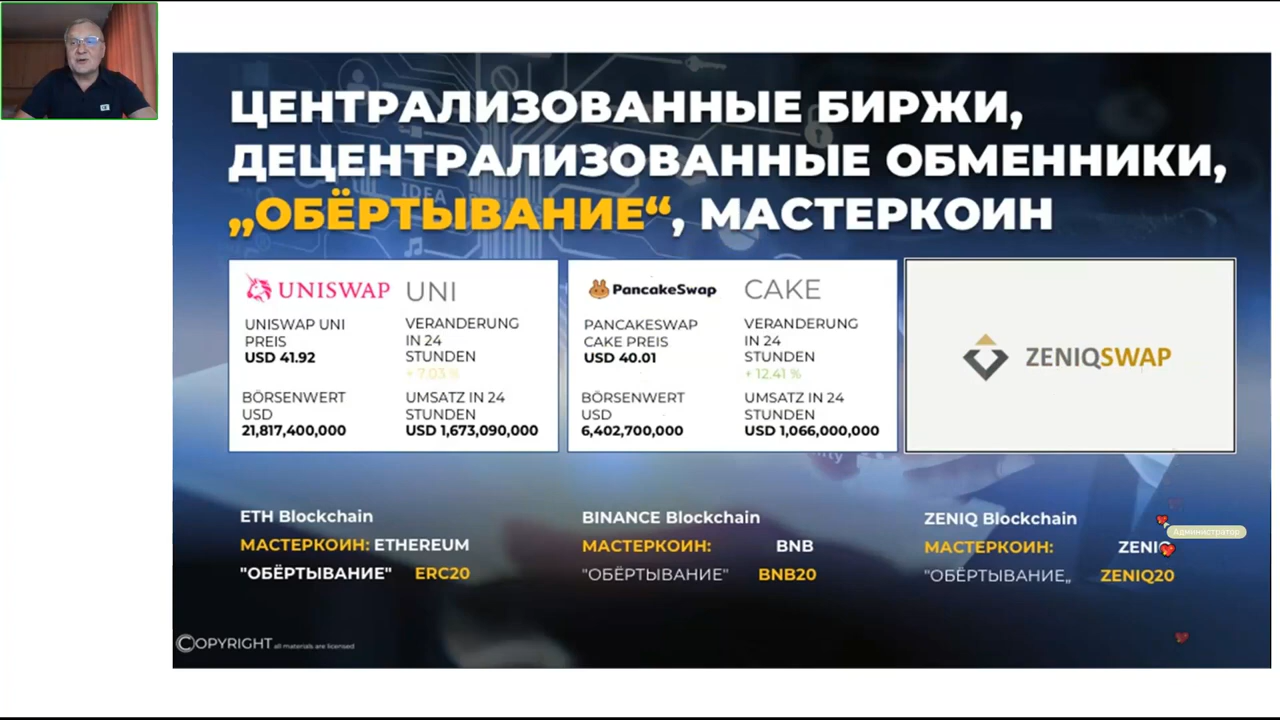 ЦЕНТРАЛИЗОВАННЫЕ БИРЖИ,
ДЕЦЕНТРАЛИЗОВАННЫЕ ОБМЕННИКИ,
„ОБЁРТЫВАНИЕ“, МАСТЕРКОИН
IDEA
UNISWAP UNI
UNISWAP UNI
PREIS
USD 41.92
VERANDERUNG
IN 24
STUNDEN
+ 7.03 %
BÖRSENWERT
USD
21,817,400,000
UMSATZ IN 24
STUNDEN
USD 1,673,090,000
PancakeSwap CAKE
PANCAKESWAP
CAKE PREIS
USD 40.01
VERANDERUNG
IN 24
STUNDEN
+ 12.41 %
BÖRSENWERT
USD
6,402,700,000
UMSATZ IN 24
STUNDEN
USD 1,066,000,000
ZENIQSWAP
ETH Blockchain
МАСТЕРКОИН: ETHEREUM
"ОБЁРТЫВАНИЕ" ERC20
BINANCE Blockchain
МАСТЕРКОИН: BNB
"ОБЁРТЫВАНИЕ" BNB20
ZENIQ Blockchain
МАСТЕРКОИН: ZENIQ
"ОБЁРТЫВАНИЕ„ ZENIQ20
Администратор
COPYRIGHT all materials are licensed